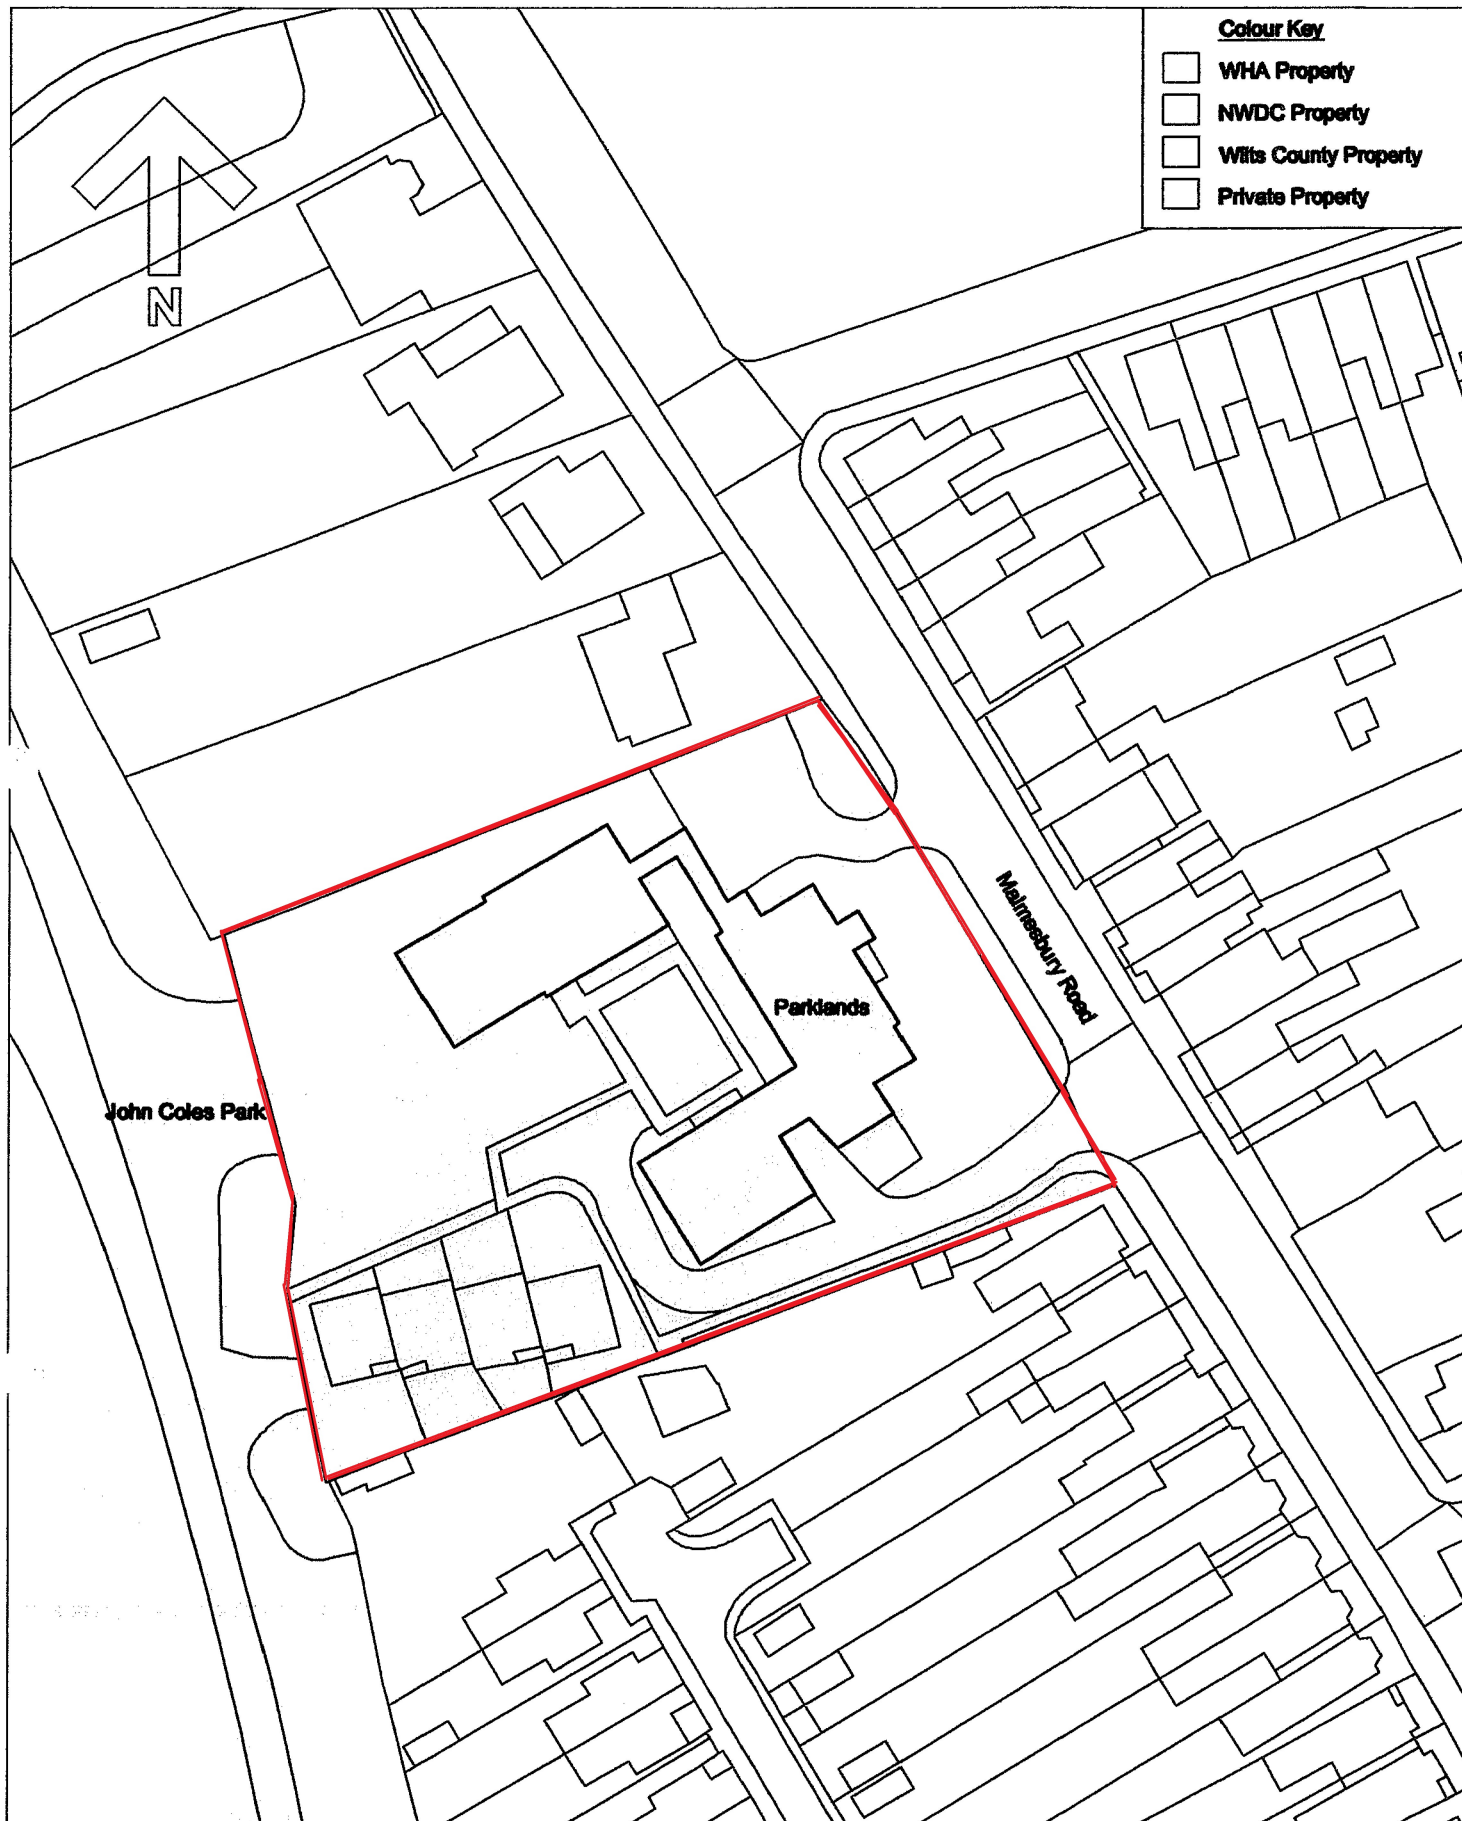 Colour Key
WHA Property
NWDC Property
Wilts County Property
Private Property
N
Malmesbury Road
Parklands
John Coles Park